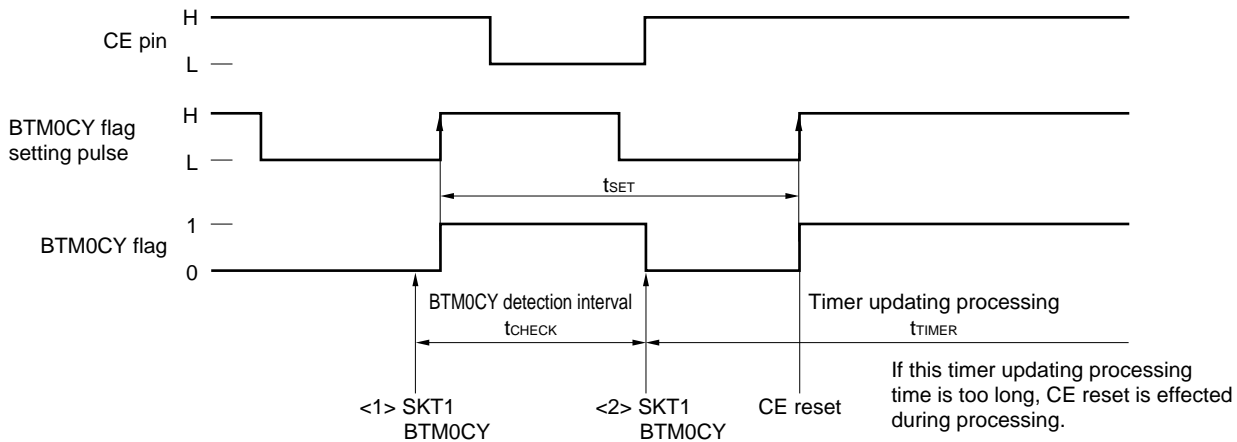 H
CE pin
L
H
BTM0CY flag
setting pulse
L
tSET
1
BTM0CY flag
0
BTM0CY detection interval
tCHECK
Timer updating processing
tTIMER
If this timer updating processing
time is too long, CE reset is effected
during processing.
<1> SKT1
BTM0CY
<2> SKT1
BTM0CY
CE reset